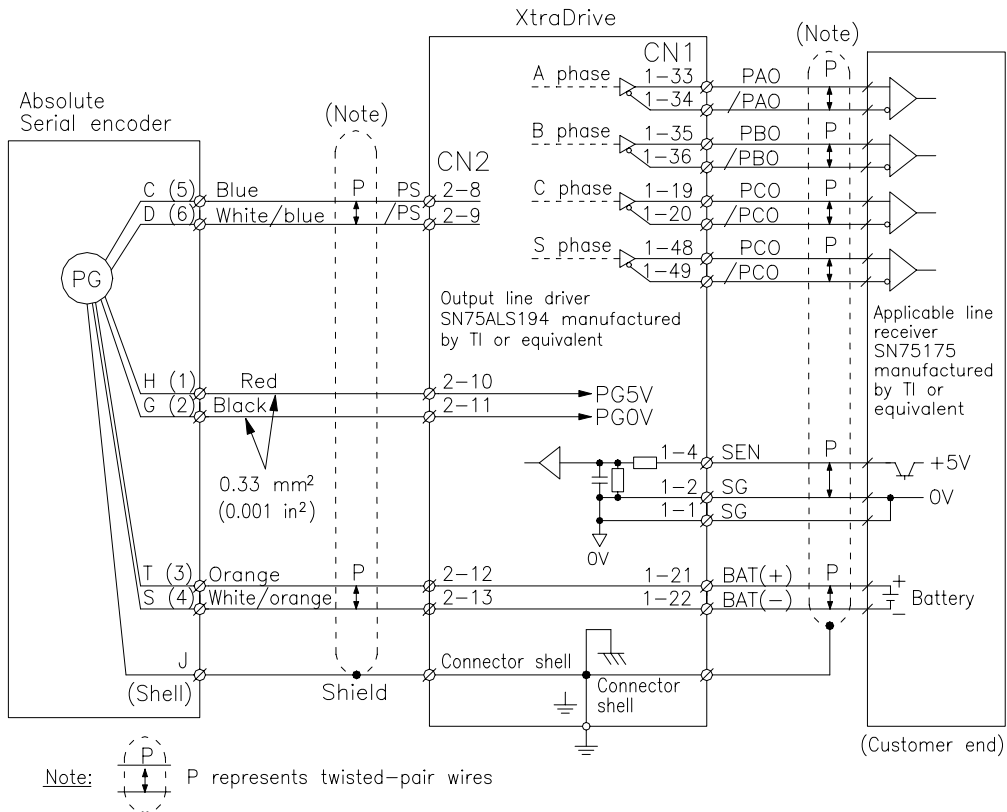 XtraDrive
(Note)
CN1
A phase
1-33
PAO
P
1-34
/PAO
Absolute
Serial encoder
(Note)
B phase
1-35
PBO
P
1-36
/PBO
CN2
C (5)
Blue
P
PS
2-8
D (6)
White/blue
/PS
2-9
C phase
1-19
PCO
P
1-20
/PCO
S phase
1-48
PCO
P
1-49
/PCO
PG
Output line driver
SN75ALS194 manufactured
by TI or equivalent
Applicable line
receiver
SN75175
manufactured
by TI or
equivalent
H (1)
Red
2-10
PG5V
G (2)
Black
2-11
PG0V
0.33 mm²
(0.001 in²)
1-4
SEN
P
+5V
1-2
SG
0V
1-1
SG
0V
T (3)
Orange
P
2-12
1-21
BAT(+)
P
+
S (4)
White/orange
2-13
1-22
BAT(-)
Battery
-
J
(Shell)
Shield
Connector shell
Connector
shell
(Customer end)
Note:
P
P represents twisted-pair wires